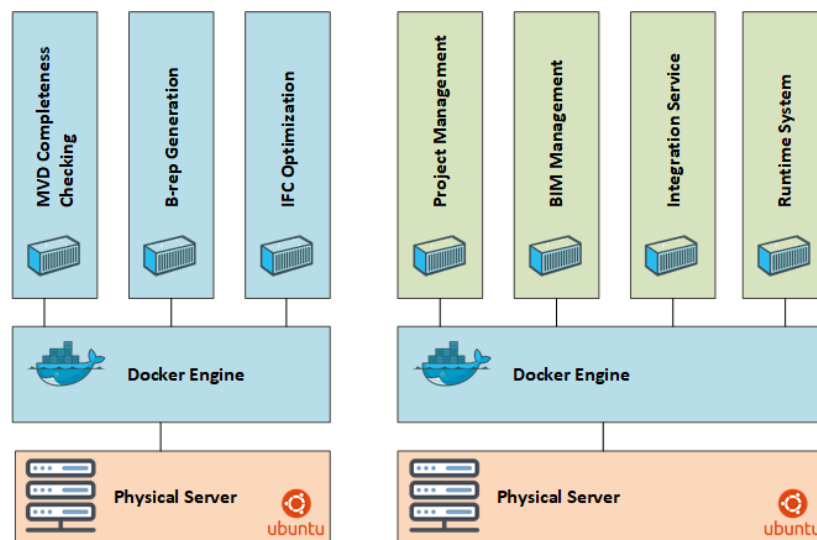 MVD Completeness
Checking
B-rep Generation
IFC Optimization
Project Management
BIM Management
Integration Service
Runtime System
Docker Engine
Docker Engine
Physical Server
ubuntu
Physical Server
ubuntu